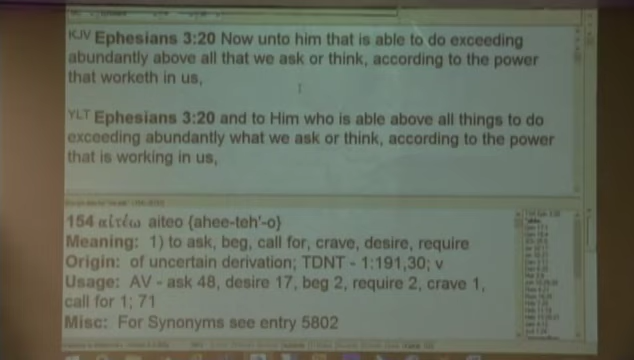 KJV Ephesians 3:20 Now unto him that is able to do exceeding
abundantly above all that we ask or think, according to the power
that worketh in us,
YLT Ephesians 3:20 and to Him who is able above all things to do
exceeding abundantly what we ask or think, according to the power
that is working in us,
154 αἰτέω aiteo {ahee-teh'-o}
Meaning: 1) to ask, beg, call for, crave, desire, require
Origin: of uncertain derivation; TDNT - 1:191,30; v
Usage: AV - ask 48, desire 17, beg 2, require 2, crave 1,
call for 1; 71
Misc: For Synonyms see entry 5802